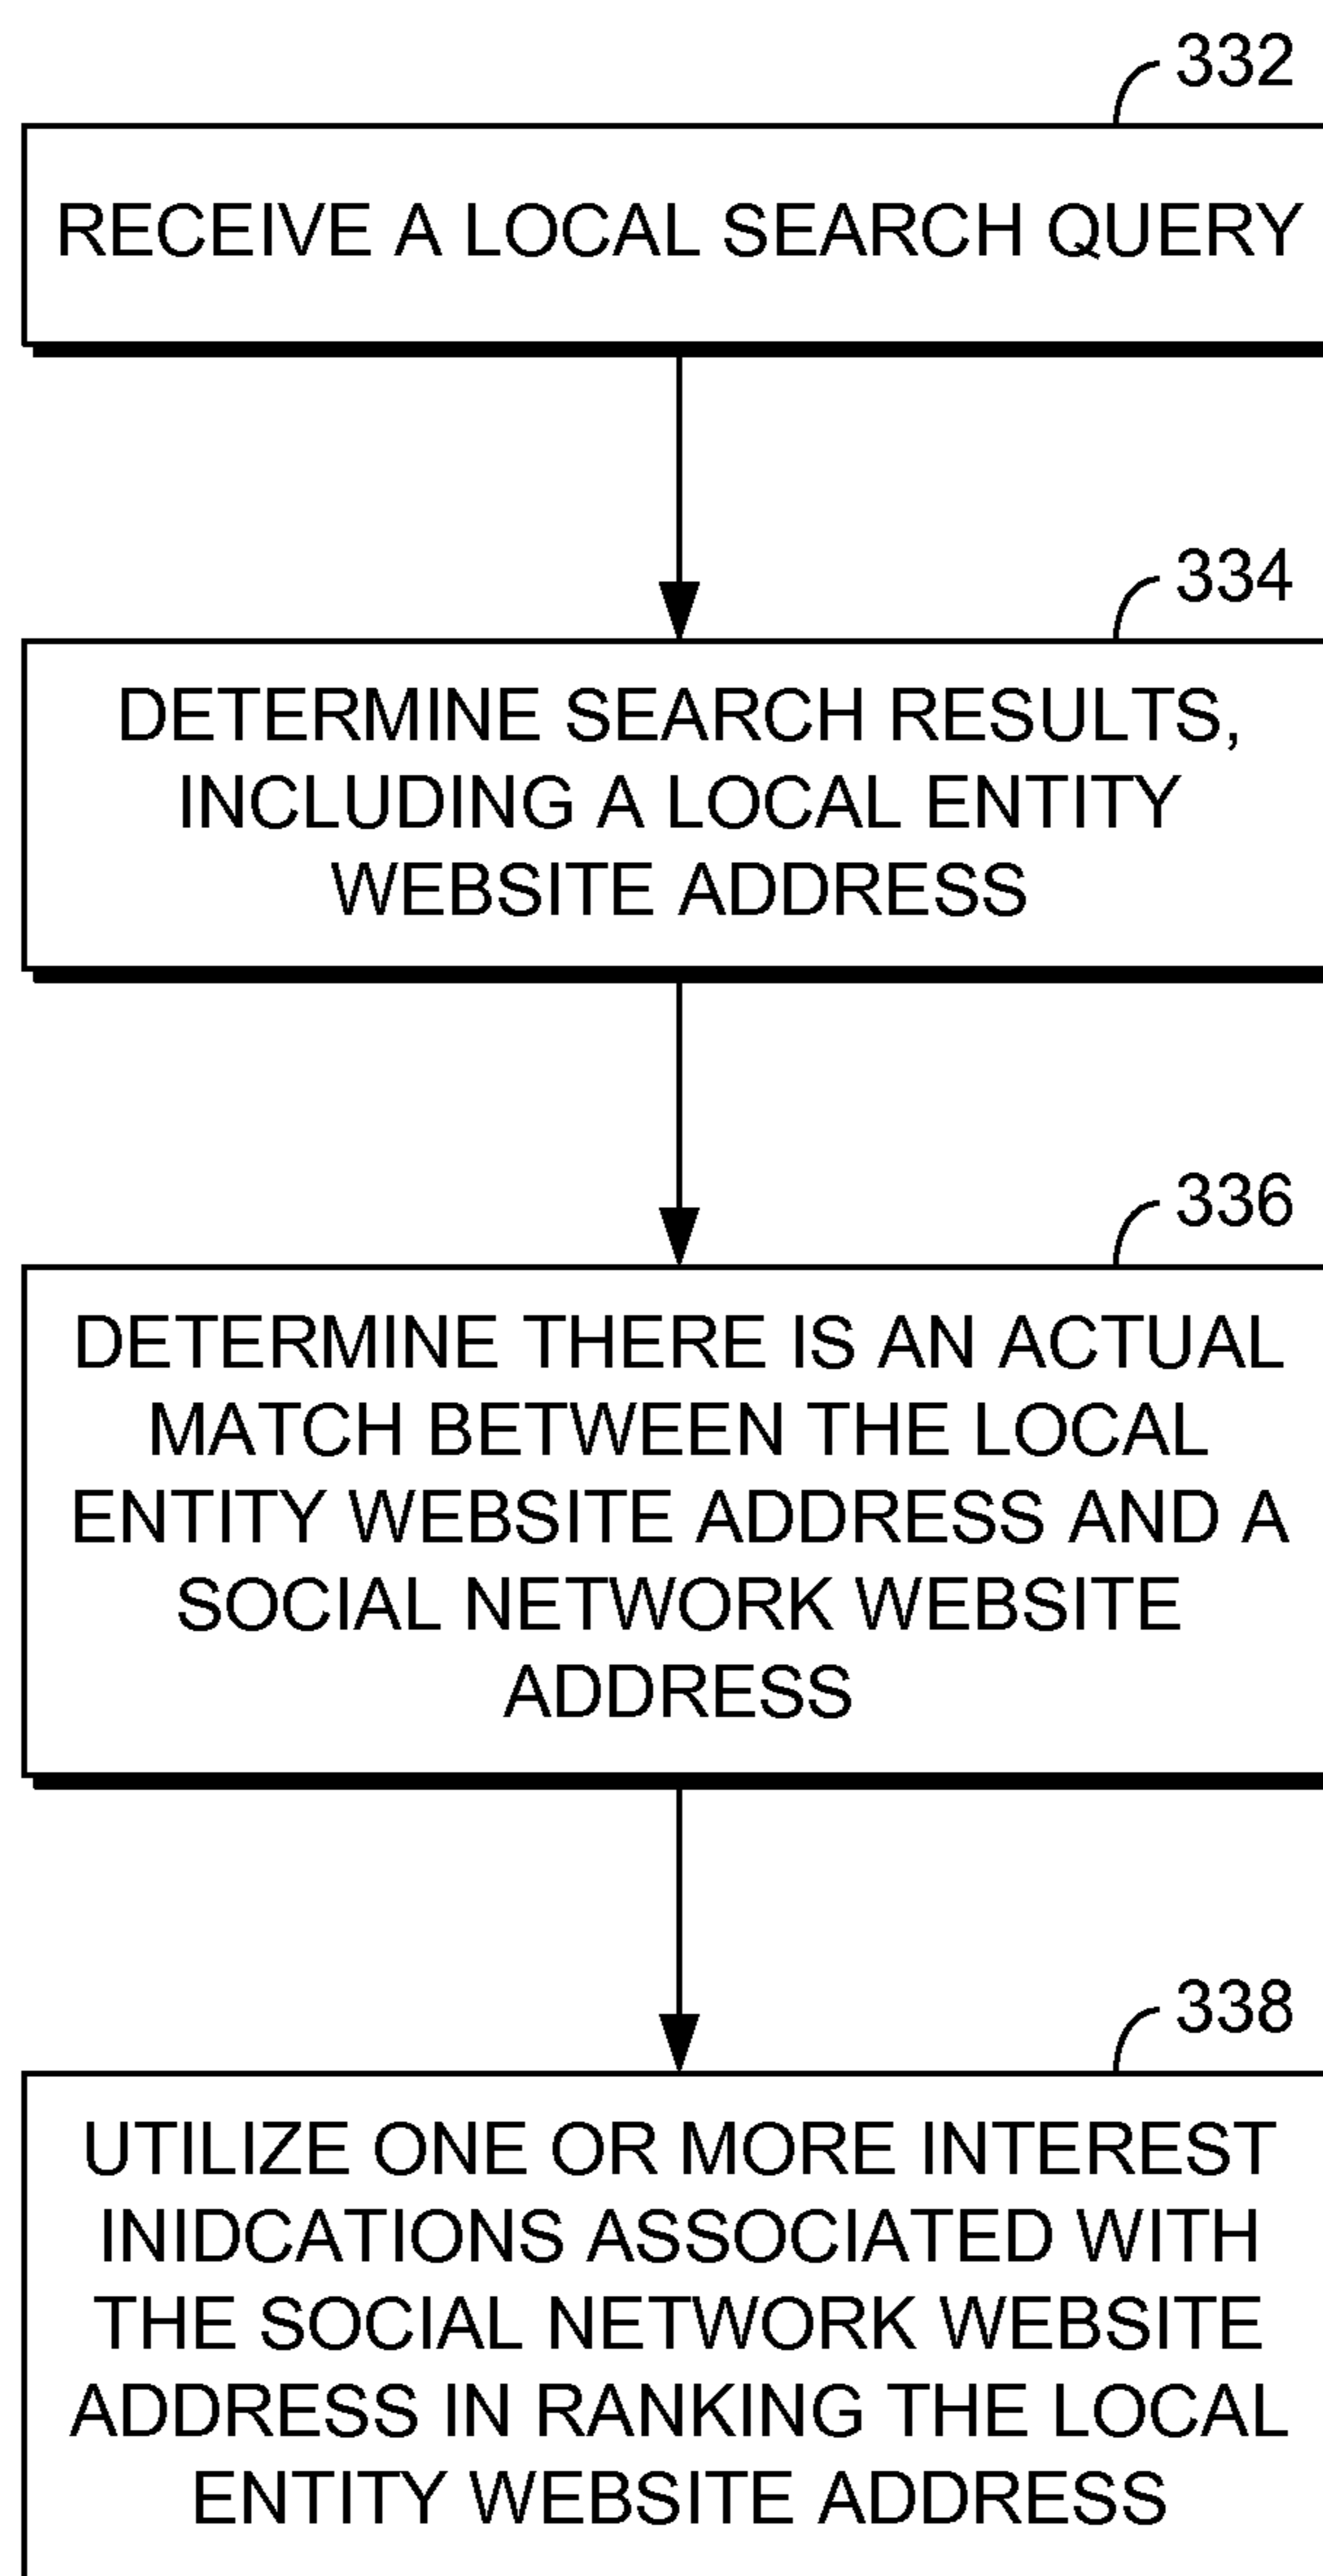 332
RECEIVE A LOCAL SEARCH QUERY
334
DETERMINE SEARCH RESULTS,
INCLUDING A LOCAL ENTITY
WEBSITE ADDRESS
336
DETERMINE THERE IS AN ACTUAL
MATCH BETWEEN THE LOCAL
ENTITY WEBSITE ADDRESS AND A
SOCIAL NETWORK WEBSITE
ADDRESS
338
UTILIZE ONE OR MORE INTEREST
INIDCATIONS ASSOCIATED WITH
THE SOCIAL NETWORK WEBSITE
ADDRESS IN RANKING THE LOCAL
ENTITY WEBSITE ADDRESS